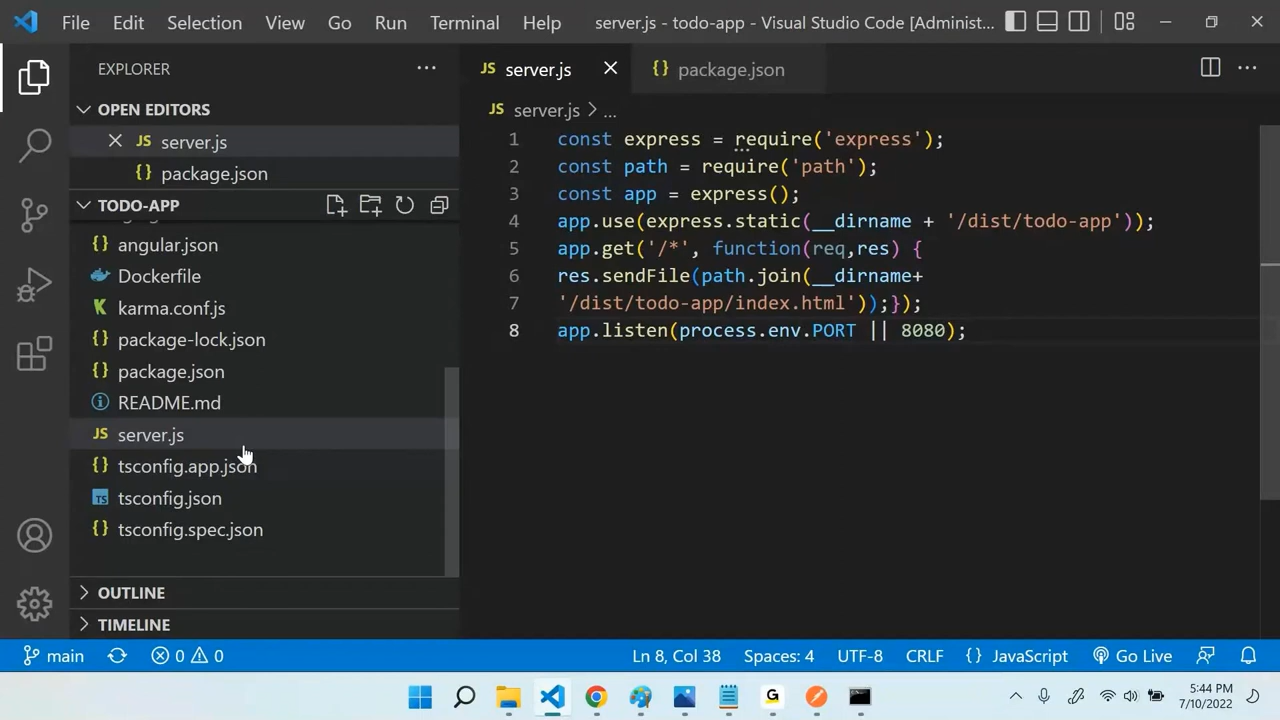 File Edit Selection View Go Run Terminal Help server.js - todo-app - Visual Studio Code [Administ...
EXPLORER
OPEN EDITORS
JS server.js
{} package.json
TODO-APP
{} angular.json
Dockerfile
K karma.conf.js
{} package-lock.json
{} package.json
README.md
JS server.js
{} tsconfig.app.json
TS tsconfig.json
{} tsconfig.spec.json
OUTLINE
TIMELINE
JS server.js {} package.json
JS server.js > ...
1 const express = require('express');
2 const path = require('path');
3 const app = express();
4 app.use(express.static(__dirname + '/dist/todo-app'));
5 app.get('/*', function(req,res) {
6 res.sendFile(path.join(__dirname+
7 '/dist/todo-app/index.html'));});
8 app.listen(process.env.PORT || 8080);
main 0 0 Ln 8, Col 38 Spaces: 4 UTF-8 CRLF {} JavaScript Go Live
G 5:44 PM
7/10/2022